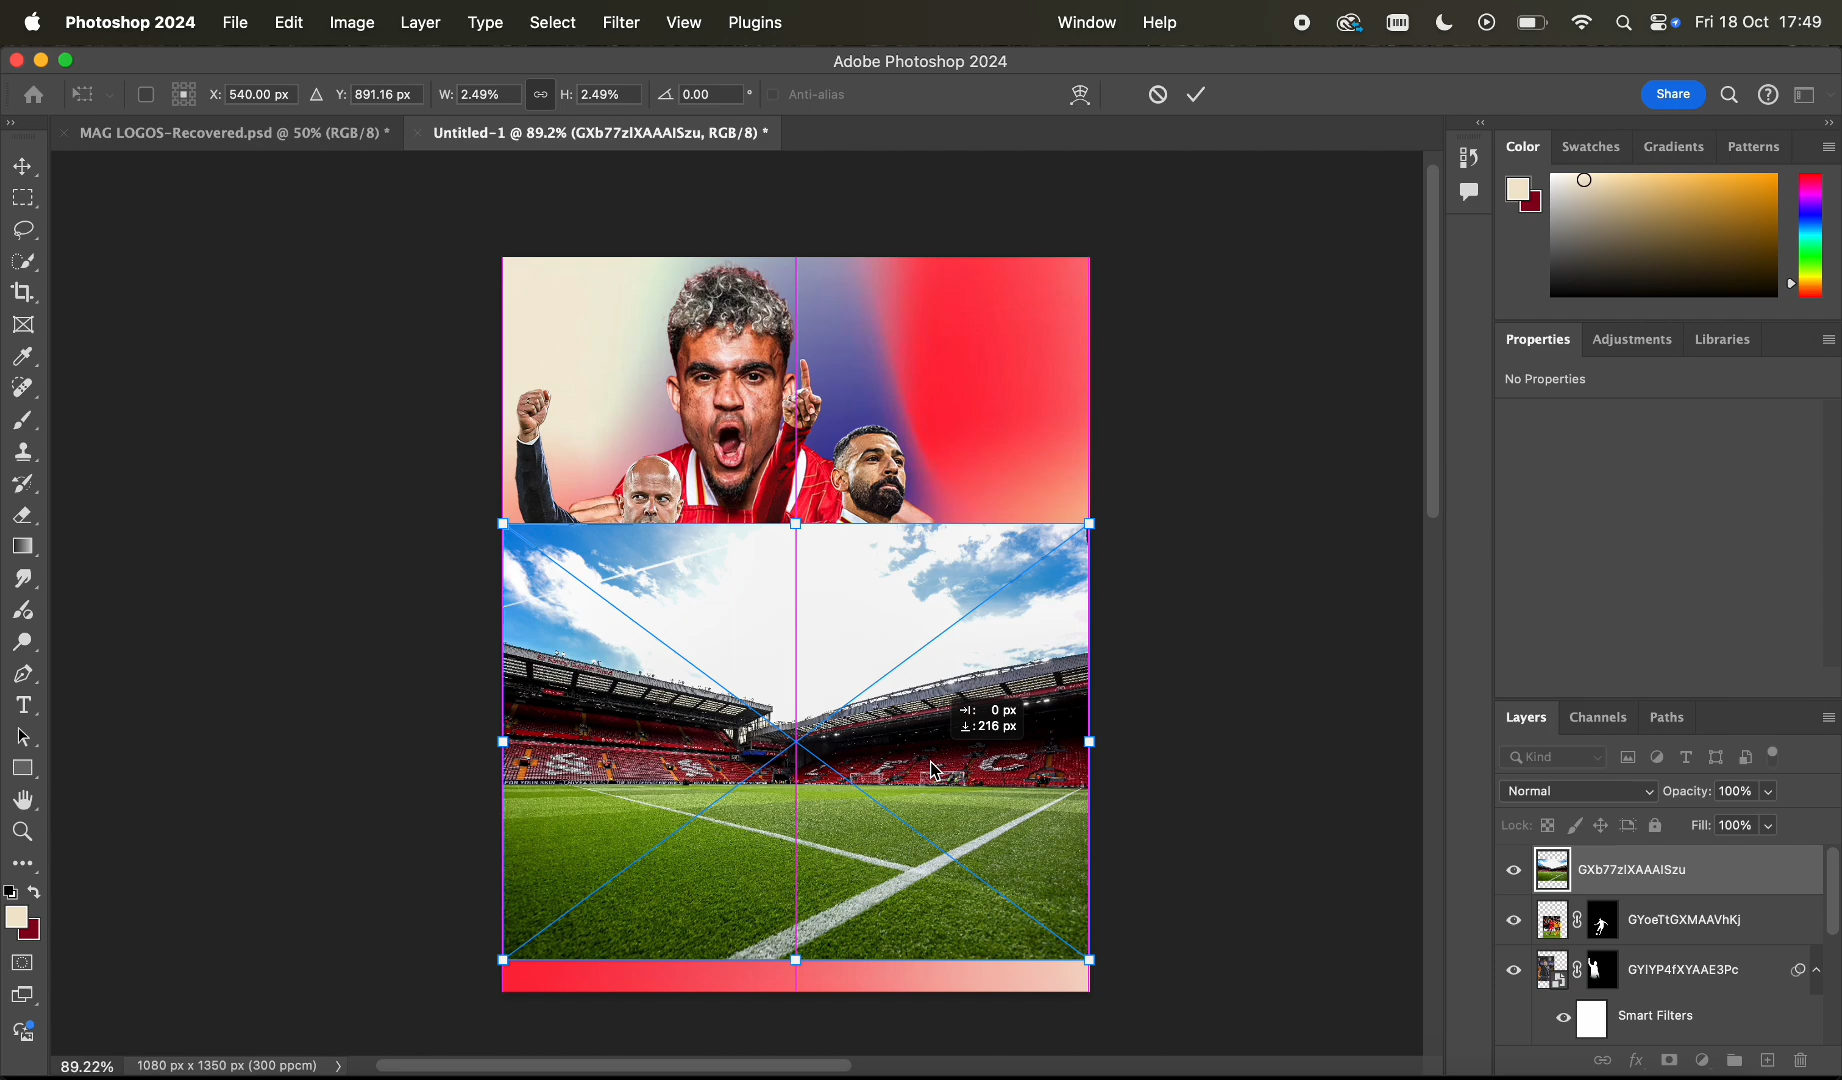 Photoshop 2024 File Edit Image Layer Type Select Filter View Plugins Window Help Fri 18 Oct 17:49
Adobe Photoshop 2024
X: 540.00 px Y: 891.16 px W: 2.49% H: 2.49% 0.00 ° Anti-alias Share
MAG LOGOS-Recovered.psd @ 50% (RGB/8) * Untitled-1 @ 89.2% (GXb77zIXAAAISzu, RGB/8) *
Color Swatches Gradients Patterns
Properties Adjustments Libraries
No Properties
0 px
:216 px
Layers Channels Paths
Kind
Normal Opacity: 100%
Lock: Fill: 100%
GXb77zIXAAAISzu
GYoeTtGXMAAVhKj
GYIYP4fXYAAE3Pc
Smart Filters
89.22% 1080 px x 1350 px (300 ppcm)